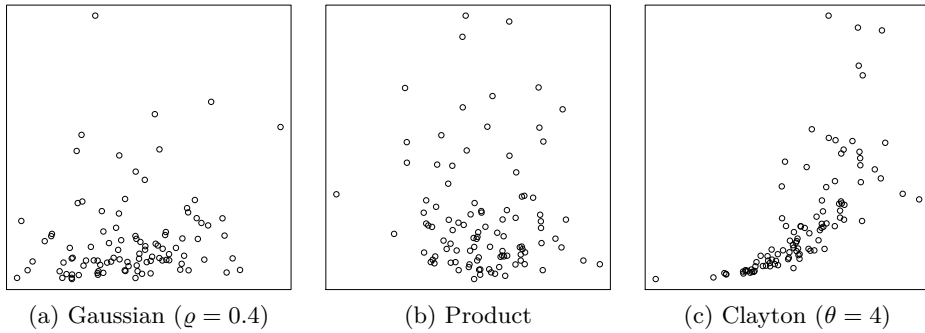 (a) Gaussian (ϱ = 0.4) (b) Product (c) Clayton (θ = 4)